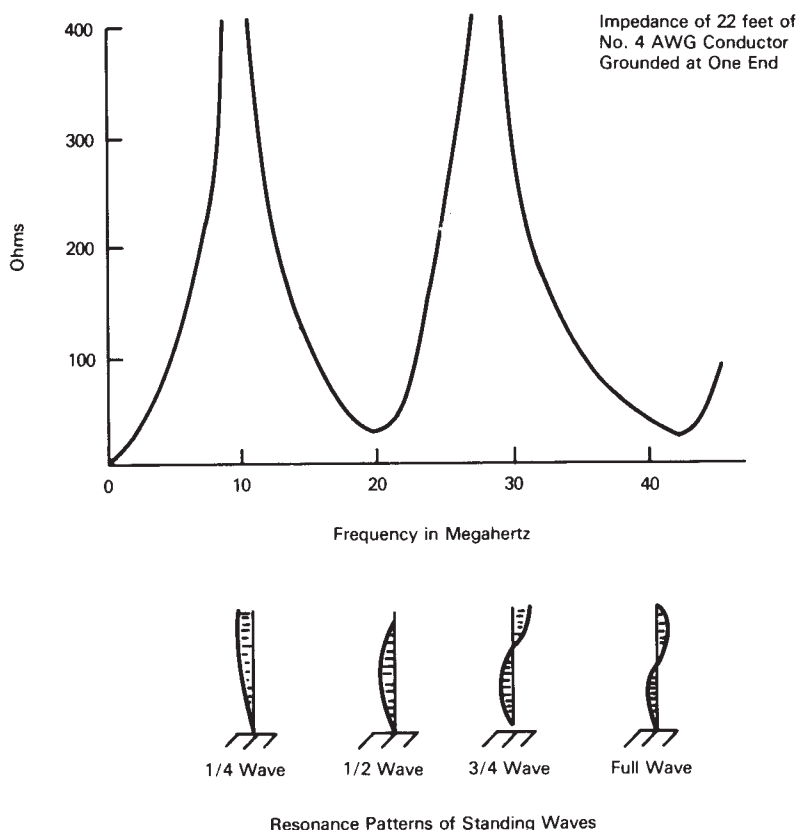 Impedance of 22 feet of
No. 4 AWG Conductor
Grounded at One End
400
300
200
100
Ohms
0 10 20 30 40
Frequency in Megahertz
1/4 Wave 1/2 Wave 3/4 Wave Full Wave
Resonance Patterns of Standing Waves